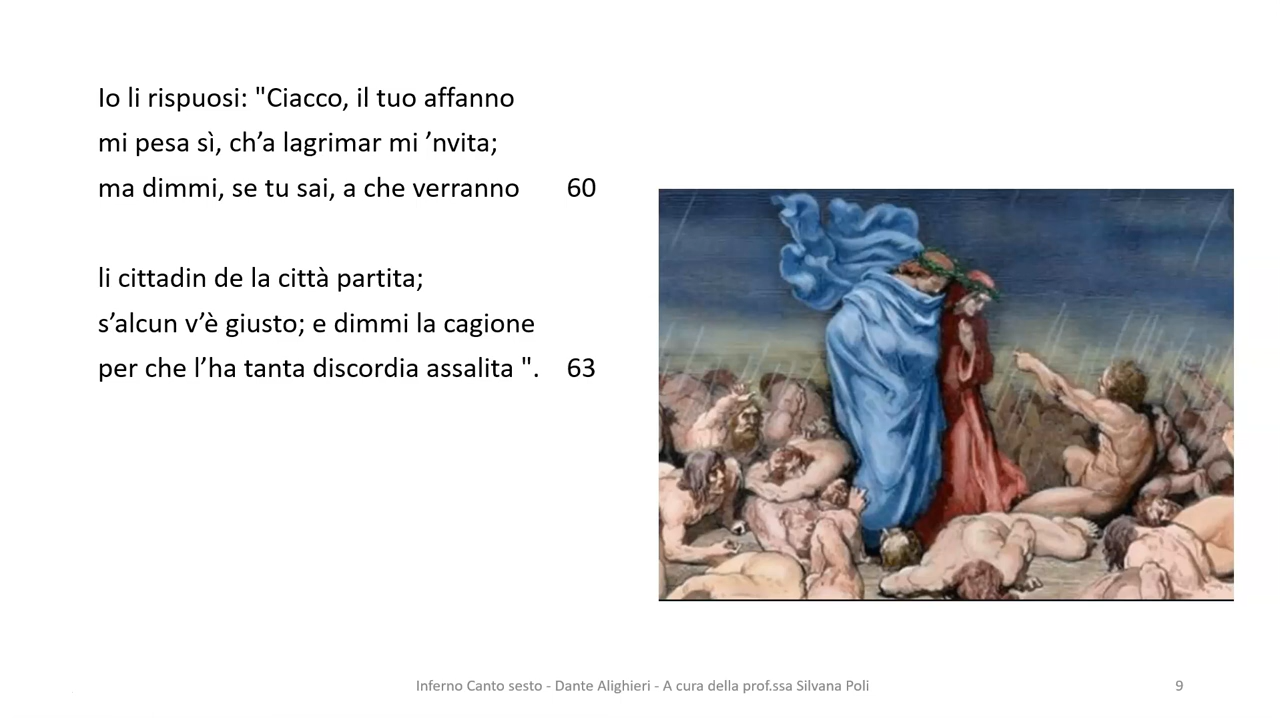 Io li rispuosi: "Ciacco, il tuo affanno
mi pesa sì, ch’a lagrimar mi ’nvita;
ma dimmi, se tu sai, a che verranno 60
li cittadin de la città partita;
s’alcun v’è giusto; e dimmi la cagione
per che l’ha tanta discordia assalita ". 63
Inferno Canto sesto - Dante Alighieri - A cura della prof.ssa Silvana Poli 9